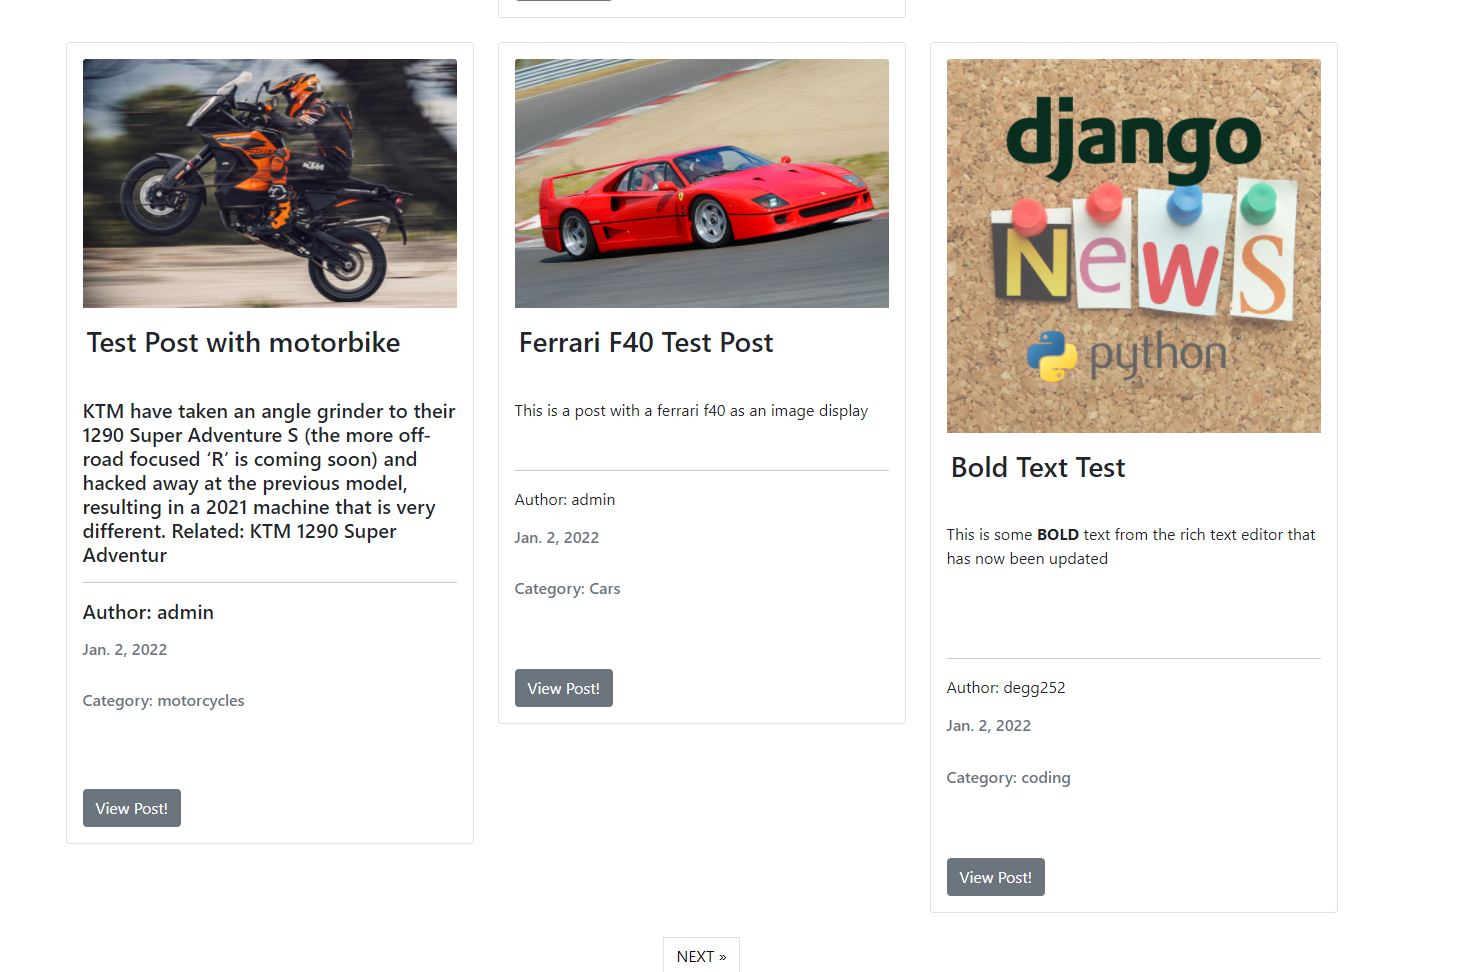 KTM
Test Post with motorbike
KTM have taken an angle grinder to their
1290 Super Adventure S (the more off-
road focused ‘R’ is coming soon) and
hacked away at the previous model,
resulting in a 2021 machine that is very
different. Related: KTM 1290 Super
Adventur
Author: admin
Jan. 2, 2022
Category: motorcycles
View Post!
Ferrari F40 Test Post
This is a post with a ferrari f40 as an image display
Author: admin
Jan. 2, 2022
Category: Cars
View Post!
django
NeWS
python
Bold Text Test
This is some BOLD text from the rich text editor that
has now been updated
Author: degg252
Jan. 2, 2022
Category: coding
View Post!
NEXT »